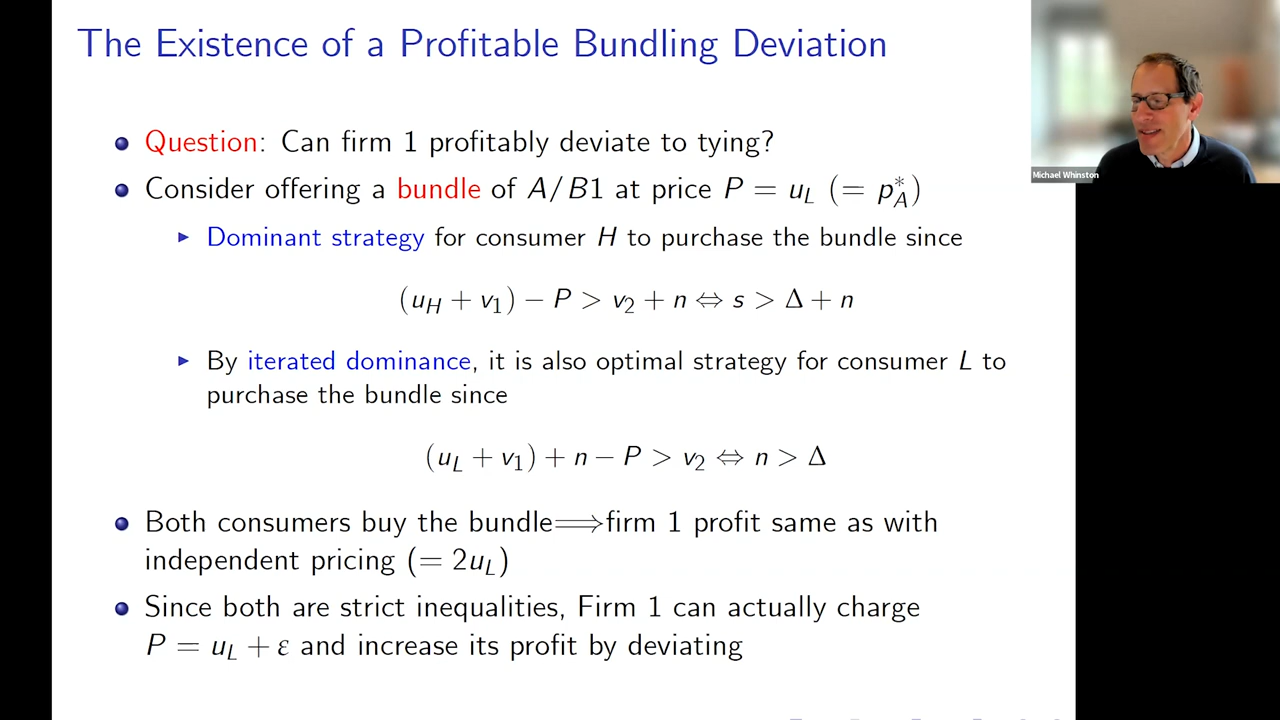 The Existence of a Profitable Bundling Deviation
Question: Can firm 1 profitably deviate to tying?
Consider offering a bundle of A/B1 at price P = u_L (= p*_A)
Dominant strategy for consumer H to purchase the bundle since
(u_H + v_1) − P > v_2 + n ⇔ s > Δ + n
By iterated dominance, it is also optimal strategy for consumer L to
purchase the bundle since
(u_L + v_1) + n − P > v_2 ⇔ n > Δ
Both consumers buy the bundle⟹firm 1 profit same as with
independent pricing (= 2u_L)
Since both are strict inequalities, Firm 1 can actually charge
P = u_L + ε and increase its profit by deviating
Michael Whinston